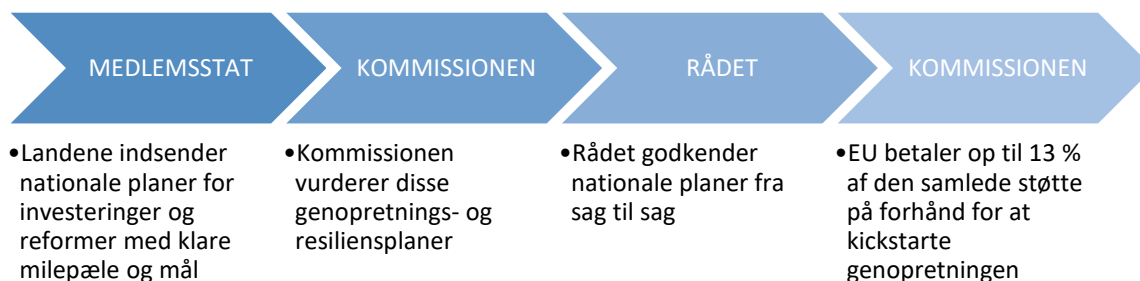 MEDLEMSSTAT
KOMMISSIONEN
RÅDET
KOMMISSIONEN
•Landene indsender
nationale planer for
investeringer og
reformer med klare
milepæle og mål
•Kommissionen
vurderer disse
genopretnings- og
resiliensplaner
•Rådet godkender
nationale planer fra
sag til sag
•EU betaler op til 13 %
af den samlede støtte
på forhånd for at
kickstarte
genopretningen